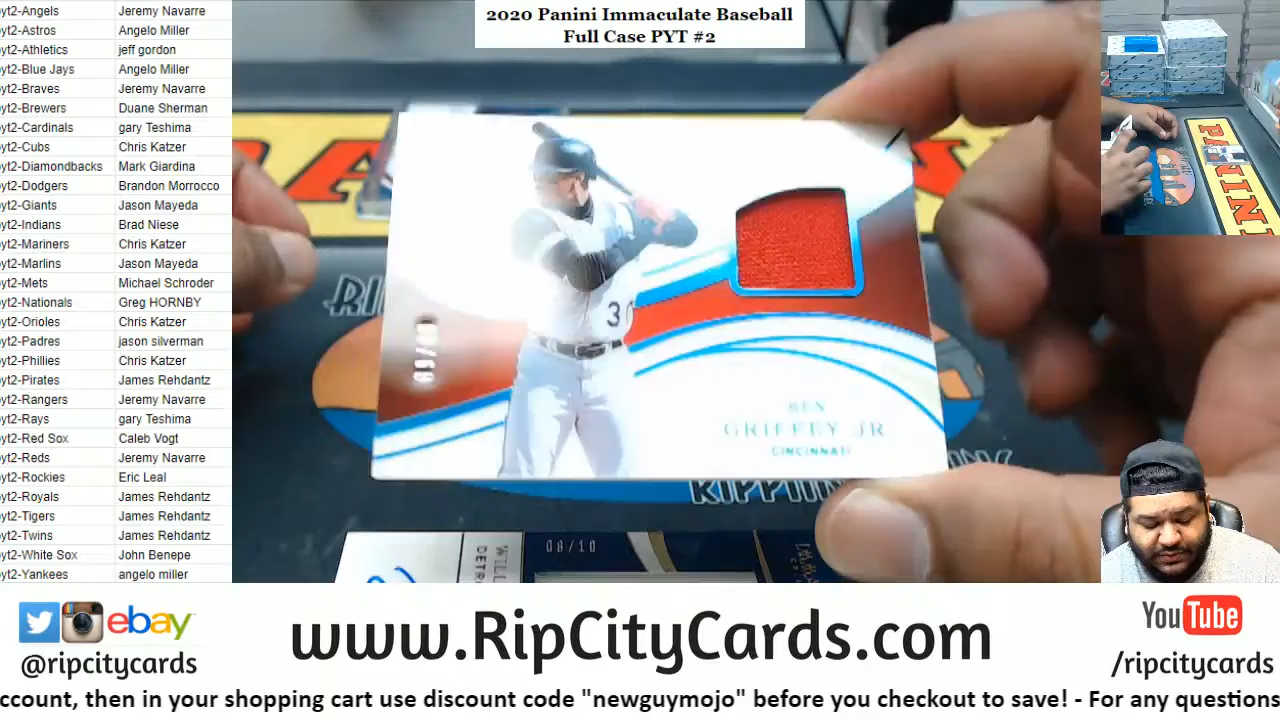 2020 Panini Immaculate Baseball
Full Case PYT #2
yt2-Angels Jeremy Navarre
yt2-Astros Angelo Miller
yt2-Athletics jeff gordon
yt2-Blue Jays Angelo Miller
yt2-Braves Jeremy Navarre
yt2-Brewers Duane Sherman
yt2-Cardinals gary Teshima
yt2-Cubs Chris Katzer
yt2-Diamondbacks Mark Giardina
yt2-Dodgers Brandon Morrocco
yt2-Giants Jason Mayeda
yt2-Indians Brad Niese
yt2-Mariners Chris Katzer
yt2-Marlins Jason Mayeda
yt2-Mets Michael Schroder
yt2-Nationals Greg HORNBY
yt2-Orioles Chris Katzer
yt2-Padres jason silverman
yt2-Phillies Chris Katzer
yt2-Pirates James Rehdantz
yt2-Rangers Jeremy Navarre
yt2-Rays gary Teshima
yt2-Red Sox Caleb Vogt
yt2-Reds Jeremy Navarre
yt2-Rockies Eric Leal
yt2-Royals James Rehdantz
yt2-Tigers James Rehdantz
yt2-Twins James Rehdantz
yt2-White Sox John Benepe
yt2-Yankees angelo miller
KEN
GRIFFEY JR
CINCINNATI
30
08/10
WILL
DETR
RI
KIPPIIN
PANINI
ebay
@ripcitycards
www.RipCityCards.com
YouTube
/ripcitycards
ccount, then in your shopping cart use discount code "newguymojo" before you checkout to save! - For any questions